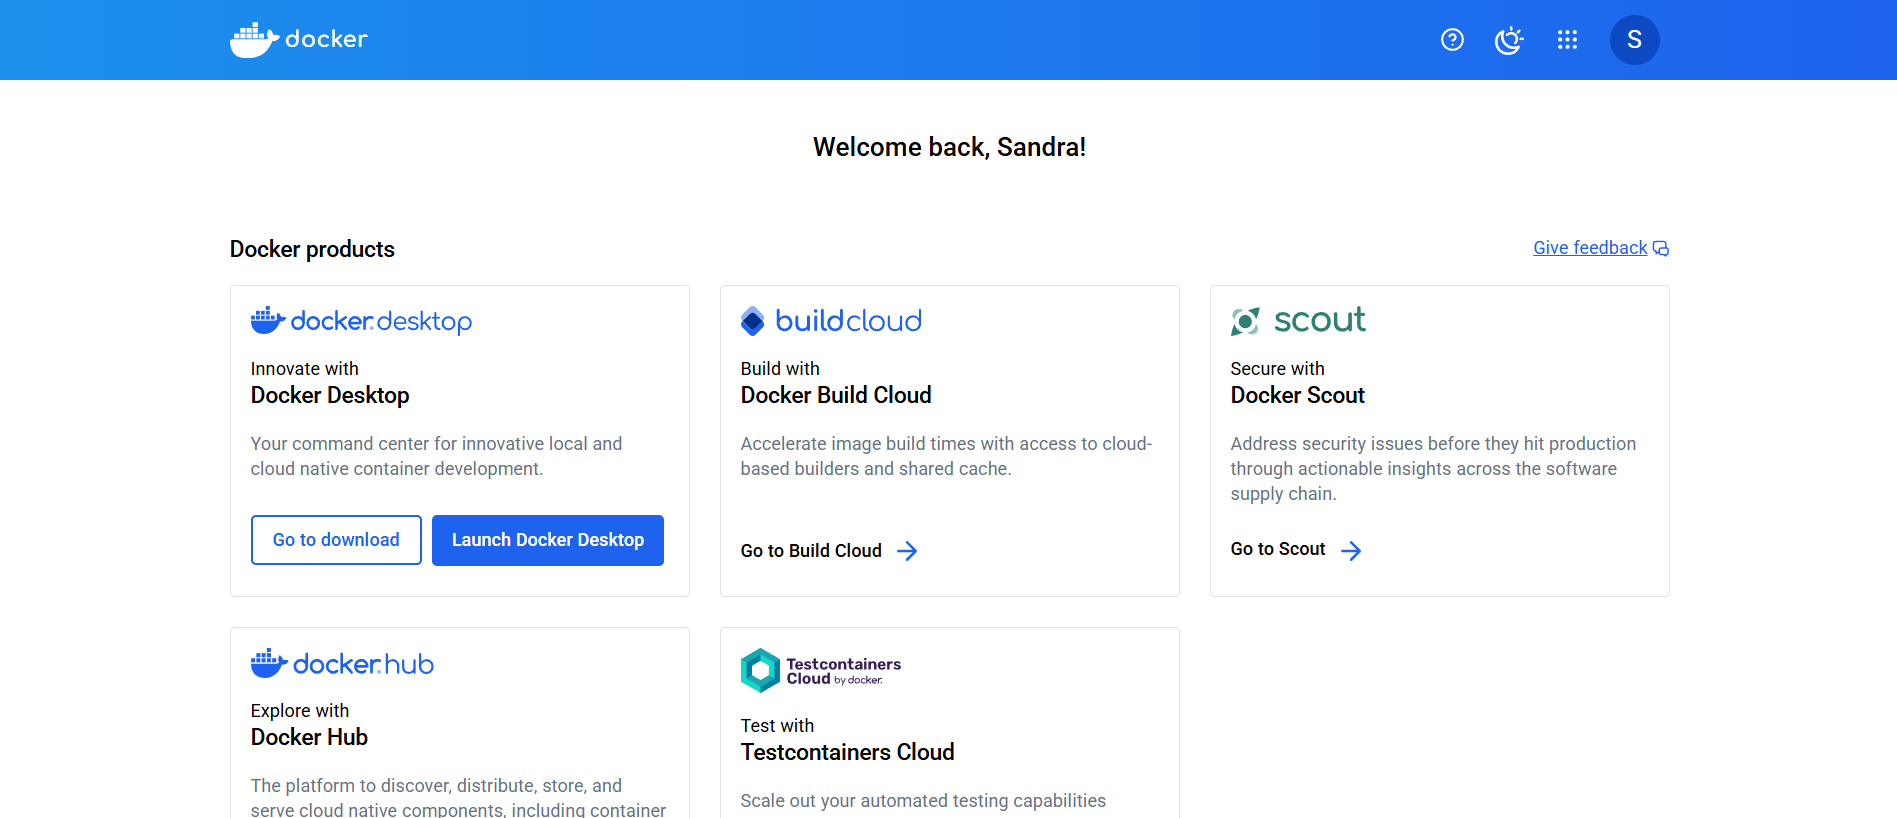 docker
S
Welcome back, Sandra!
Docker products
Give feedback
docker desktop
Innovate with
Docker Desktop
Your command center for innovative local and
cloud native container development.
Go to download
Launch Docker Desktop
build cloud
Build with
Docker Build Cloud
Accelerate image build times with access to cloud-
based builders and shared cache.
Go to Build Cloud
scout
Secure with
Docker Scout
Address security issues before they hit production
through actionable insights across the software
supply chain.
Go to Scout
docker hub
Explore with
Docker Hub
The platform to discover, distribute, store, and
serve cloud native components, including container
Testcontainers
Cloud by docker.
Test with
Testcontainers Cloud
Scale out your automated testing capabilities